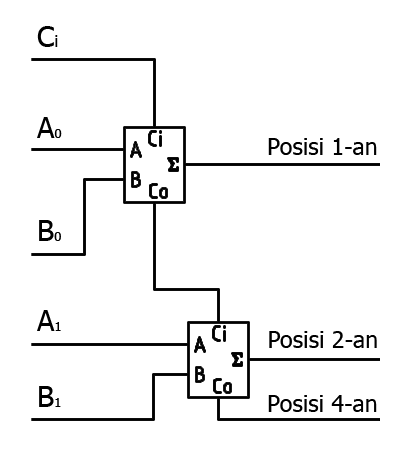 Ci
A0
Ci
A
Σ
Posisi 1-an
B
Co
B0
A1
Ci
A
Σ
Posisi 2-an
B
Co
B1
Posisi 4-an